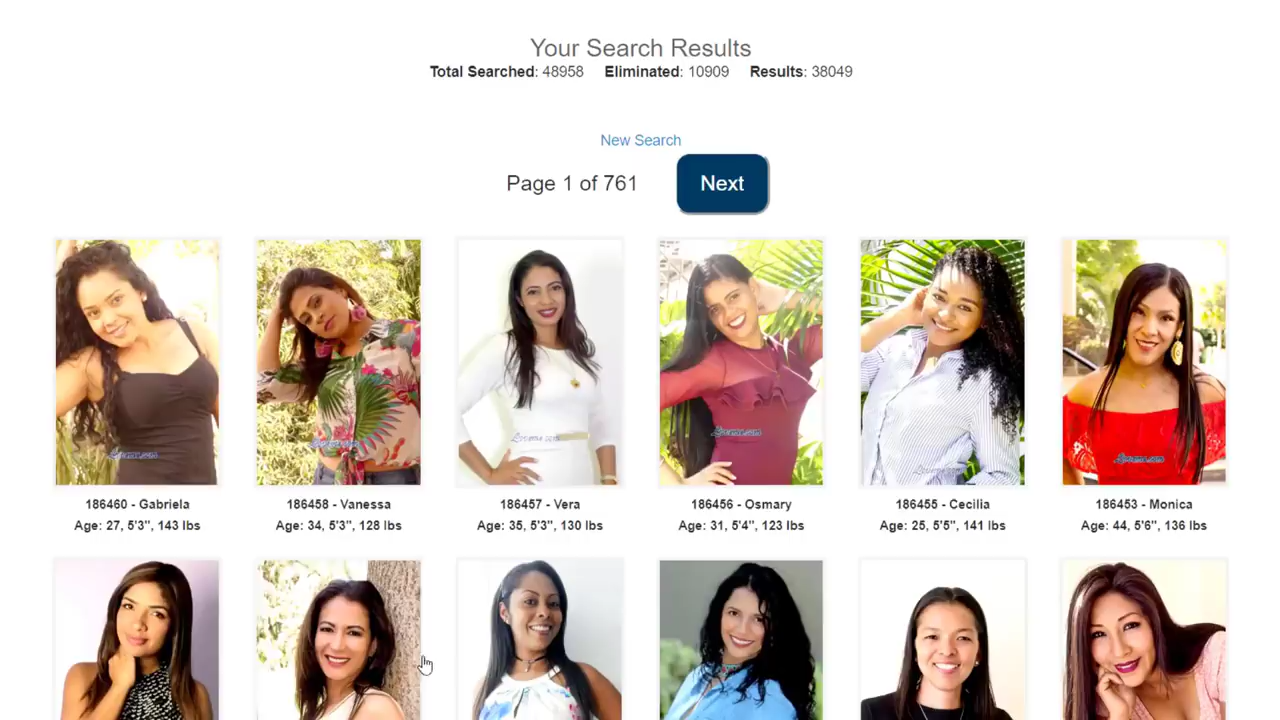 Your Search Results
Total Searched: 48958 Eliminated: 10909 Results: 38049
New Search
Page 1 of 761 Next
186460 - Gabriela 186458 - Vanessa 186457 - Vera 186456 - Osmary 186455 - Cecilia 186453 - Monica
Age: 27, 5'3", 143 lbs Age: 34, 5'3", 128 lbs Age: 35, 5'3", 130 lbs Age: 31, 5'4", 123 lbs Age: 25, 5'5", 141 lbs Age: 44, 5'6", 136 lbs